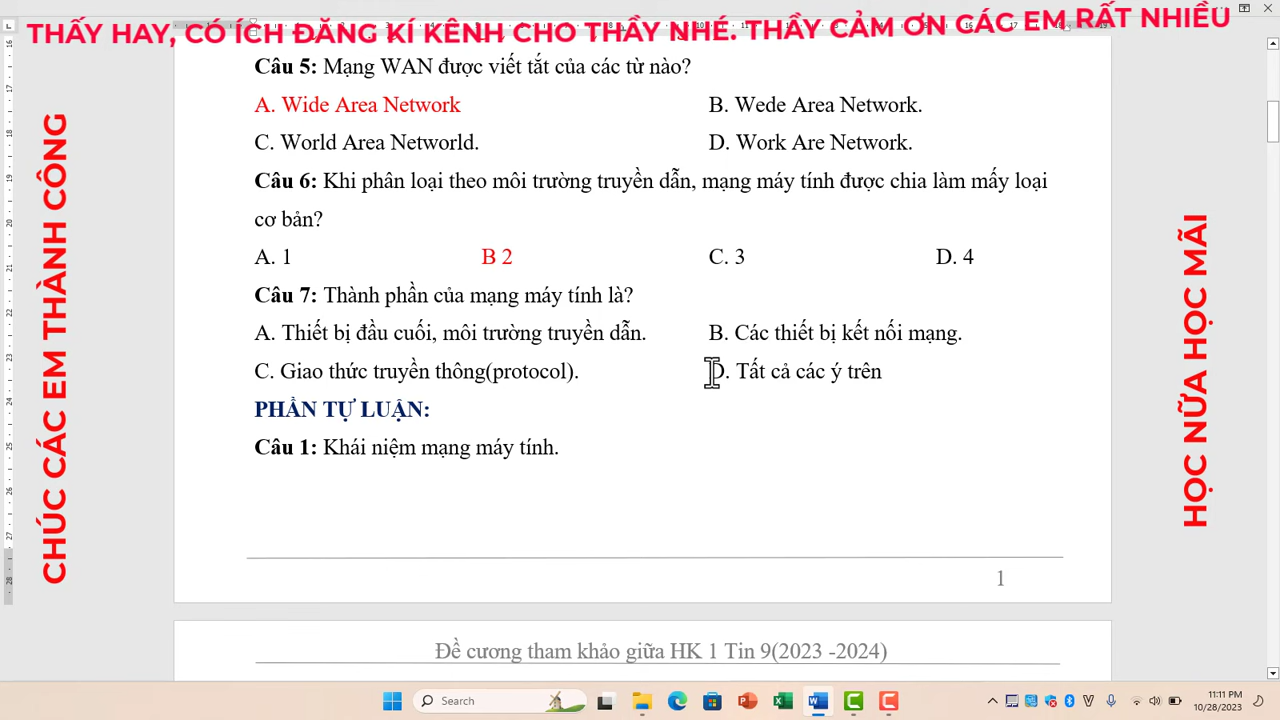 THẤY HAY, CÓ ÍCH ĐĂNG KÍ KÊNH CHO THẦY NHÉ. THẦY CẢM ƠN GÁC EM RẤT NHIỀU
CHÚC CÁC EM THÀNH CÔNG
HỌC NỮA HỌC MÃI
Câu 5: Mạng WAN được viết tắt của các từ nào?
A. Wide Area Network
B. Wede Area Network.
C. World Area Networld.
D. Work Are Network.
Câu 6: Khi phân loại theo môi trường truyền dẫn, mạng máy tính được chia làm mấy loại
cơ bản?
A. 1
B 2
C. 3
D. 4
Câu 7: Thành phần của mạng máy tính là?
A. Thiết bị đầu cuối, môi trường truyền dẫn.
B. Các thiết bị kết nối mạng.
C. Giao thức truyền thông(protocol).
D. Tất cả các ý trên
PHẦN TỰ LUẬN:
Câu 1: Khái niệm mạng máy tính.
1
Đề cương tham khảo giữa HK 1 Tin 9(2023 -2024)
Search
11:11 PM
10/28/2023